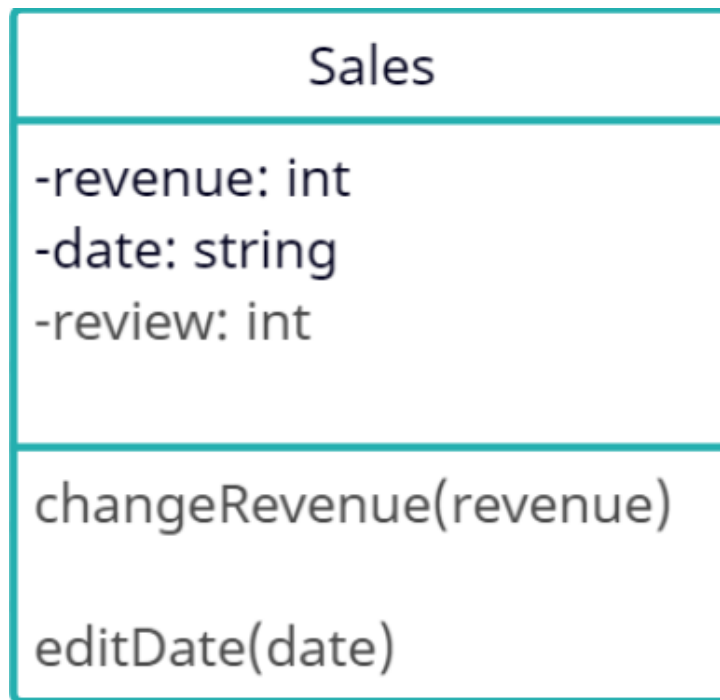 Sales
-revenue: int
-date: string
-review: int
changeRevenue(revenue)
editDate(date)